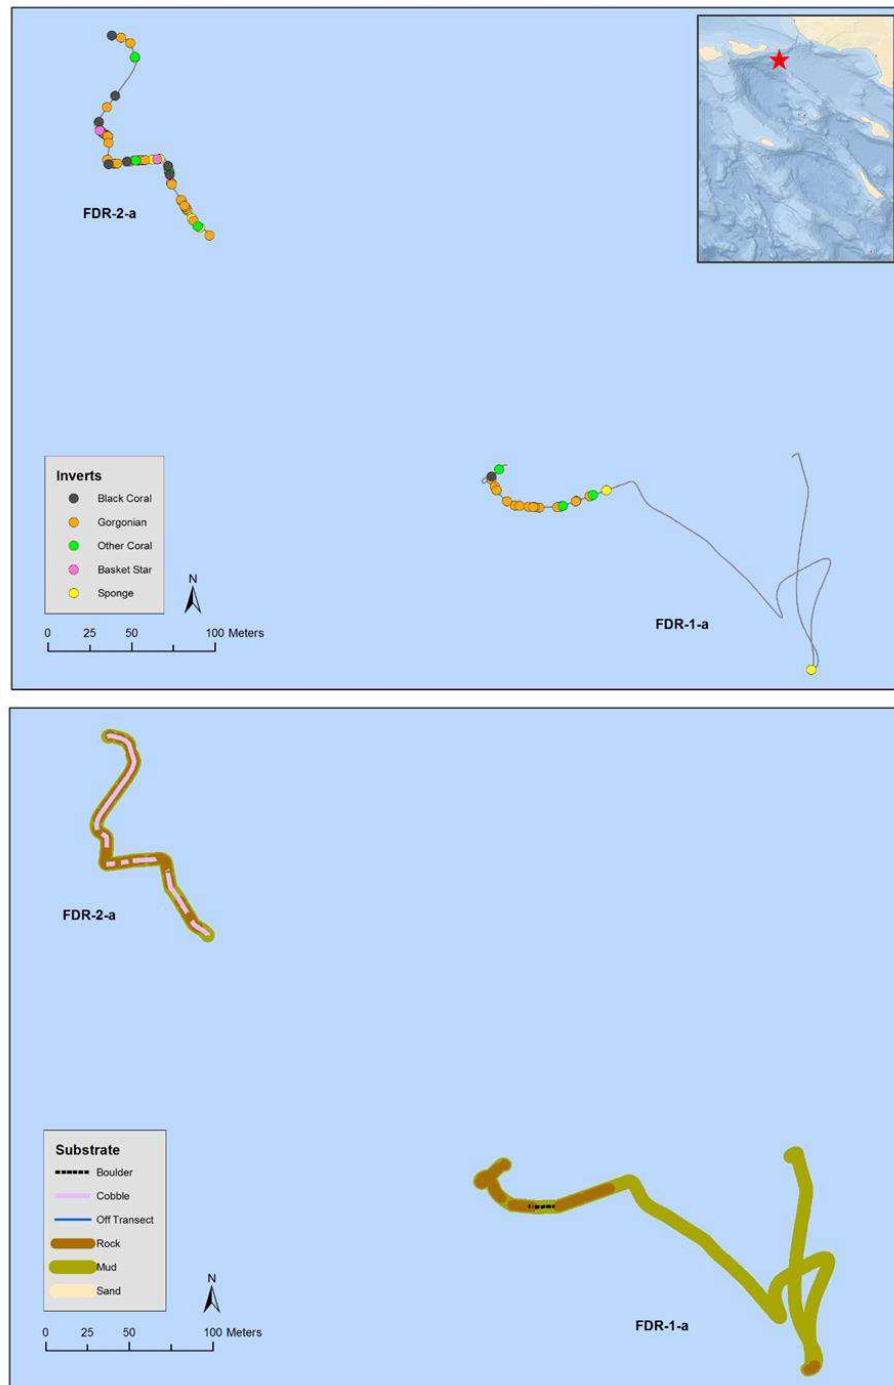 FDR-2-a
Inverts
Black Coral
Gorgonian
Other Coral
Basket Star
Sponge
N
0 25 50 100 Meters
FDR-1-a
FDR-2-a
Substrate
Boulder
Cobble
Off Transect
Rock
Mud
Sand
N
0 25 50 100 Meters
FDR-1-a